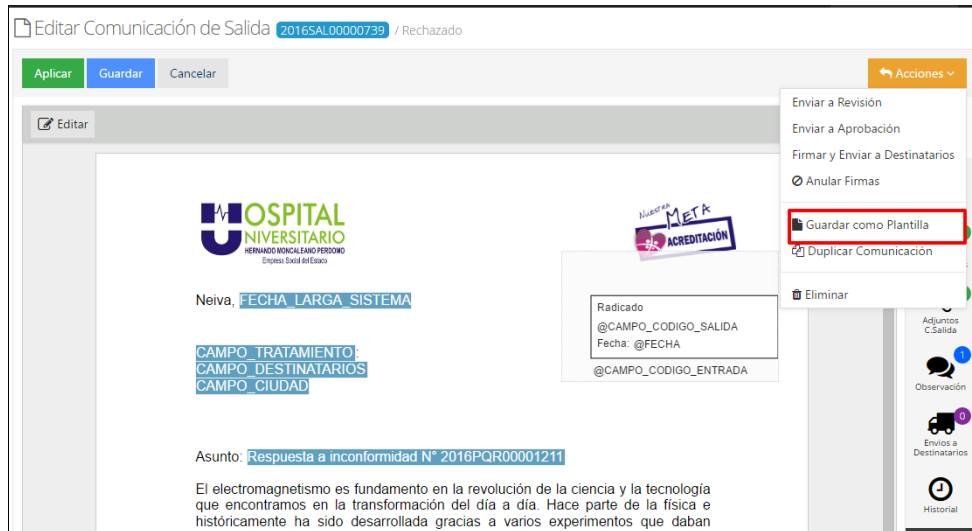 Editar Comunicación de Salida 2016SAL00000739 / Rechazado
Aplicar Guardar Cancelar Acciones
Enviar a Revisión
Enviar a Aprobación
Firmar y Enviar a Destinatarios
Anular Firmas
Guardar como Plantilla
Duplicar Comunicación
Eliminar
Editar
HOSPITAL
UNIVERSITARIO
HERNANDO MONCALEANO PERDOMO
Empresa Social del Estado
NUESTRA META
ACREDITACIÓN
Neiva, FECHA_LARGA_SISTEMA
Radicado
@CAMPO_CODIGO_SALIDA
Fecha: @FECHA
@CAMPO_CODIGO_ENTRADA
CAMPO_TRATAMIENTO:
CAMPO_DESTINATARIOS
CAMPO_CIUDAD
Asunto: Respuesta a inconformidad N° 2016PQR00001211
El electromagnetismo es fundamento en la revolución de la ciencia y la tecnología
que encontramos en la transformación del día a día. Hace parte de la física e
históricamente ha sido desarrollada gracias a varios experimentos que daban
Adjuntos
C.Salida
1
Observación
0
Envios a
Destinatarios
Historial